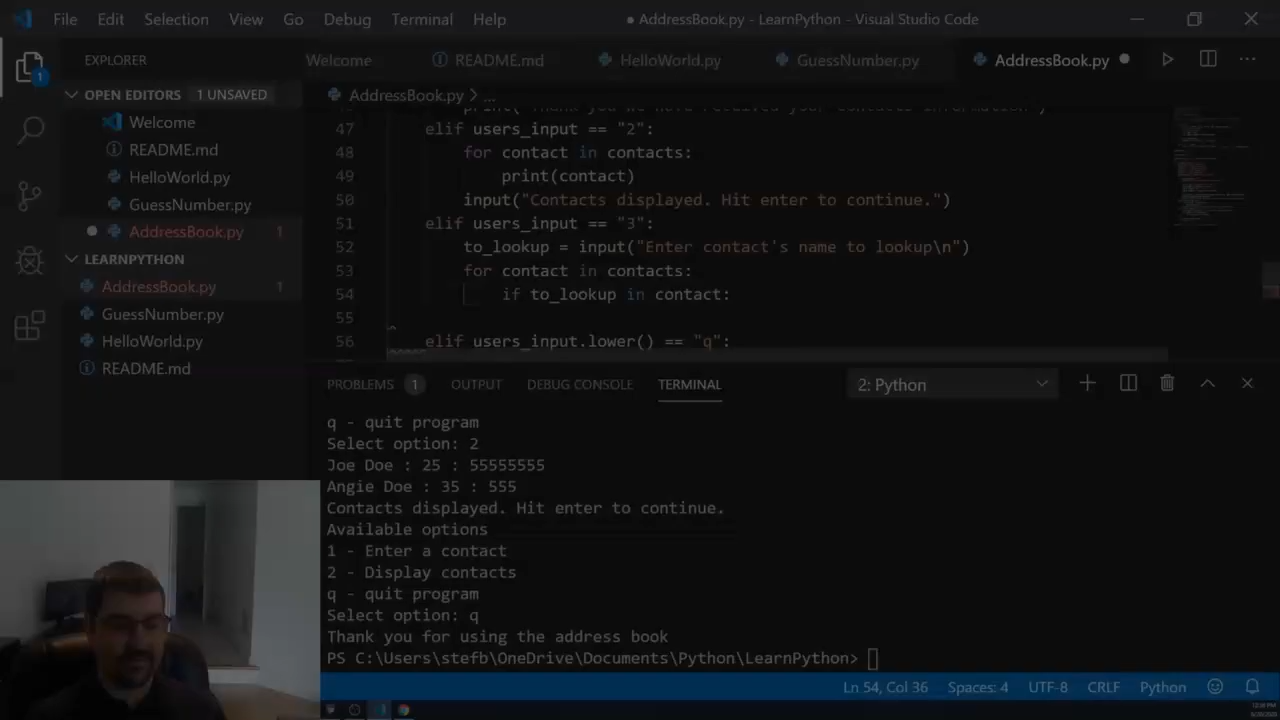 File Edit Selection View Go Debug Terminal Help ● AddressBook.py - LearnPython - Visual Studio Code
EXPLORER
Welcome README.md HelloWorld.py GuessNumber.py AddressBook.py
1
OPEN EDITORS 1 UNSAVED
Welcome
README.md
HelloWorld.py
GuessNumber.py
AddressBook.py 1
LEARNPYTHON
AddressBook.py 1
GuessNumber.py
HelloWorld.py
README.md
AddressBook.py > ...
47 elif users_input == "2":
48 for contact in contacts:
49 print(contact)
50 input("Contacts displayed. Hit enter to continue.")
51 elif users_input == "3":
52 to_lookup = input("Enter contact's name to lookup\n")
53 for contact in contacts:
54 if to_lookup in contact:
55
56 elif users_input.lower() == "q":
PROBLEMS 1 OUTPUT DEBUG CONSOLE TERMINAL 2: Python
q - quit program
Select option: 2
Joe Doe : 25 : 55555555
Angie Doe : 35 : 555
Contacts displayed. Hit enter to continue.
Available options
1 - Enter a contact
2 - Display contacts
q - quit program
Select option: q
Thank you for using the address book
PS C:\Users\stefb\OneDrive\Documents\Python\LearnPython>
Ln 54, Col 36 Spaces: 4 UTF-8 CRLF Python